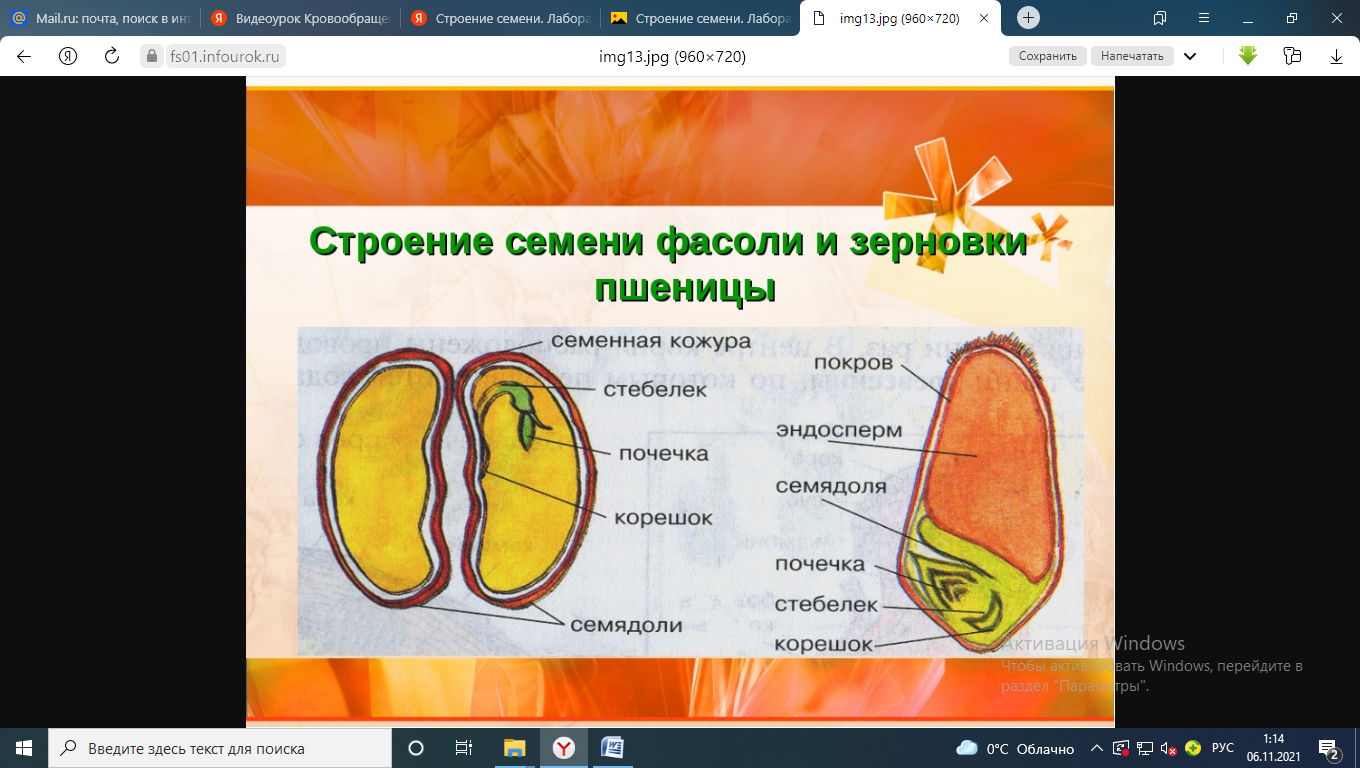 Mail.ru: почта, поиск в инт
Видеоурок Кровообраще
Строение семени. Лабора
Строение семени. Лабора
img13.jpg (960×720)
fs01.infourok.ru
img13.jpg (960×720)
Сохранить
Напечатать
Строение семени фасоли и зерновки
пшеницы
семенная кожура
стебелек
почечка
корешок
семядоли
покров
эндосперм
семядоля
почечка
стебелек
корешок
Активация Windows
Чтобы активировать Windows, перейдите в
раздел "Параметры".
Введите здесь текст для поиска
0°C Облачно
РУС
1:14
06.11.2021
2